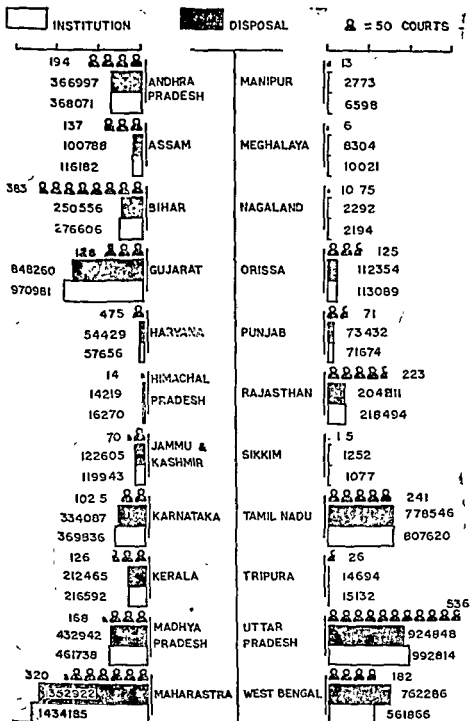 INSTITUTION DISPOSAL = 50 COURTS
194
366997
368071
ANDHRA
PRADESH
MANIPUR
13
2773
6598
137
100788
116182
ASSAM
MEGHALAYA
6
8304
10021
383
250556
276606
BIHAR
NAGALAND
10 75
2292
2194
128
848260
970981
GUJARAT
ORISSA
125
112354
113089
475
54429
57656
HARYANA
PUNJAB
71
73432
71674
14
14219
16270
HIMACHAL
PRADESH
RAJASTHAN
223
204811
218494
70
122605
119943
JAMMU &
KASHMIR
SIKKIM
1 5
1252
1077
102 5
334087
369836
KARNATAKA
TAMIL NADU
241
778546
807620
126
212465
216592
KERALA
TRIPURA
26
14694
15132
168
432942
461738
MADHYA
PRADESH
UTTAR
PRADESH
536
924848
992814
320
352922
1434185
MAHARASTRA
WEST BENGAL
182
762286
561866